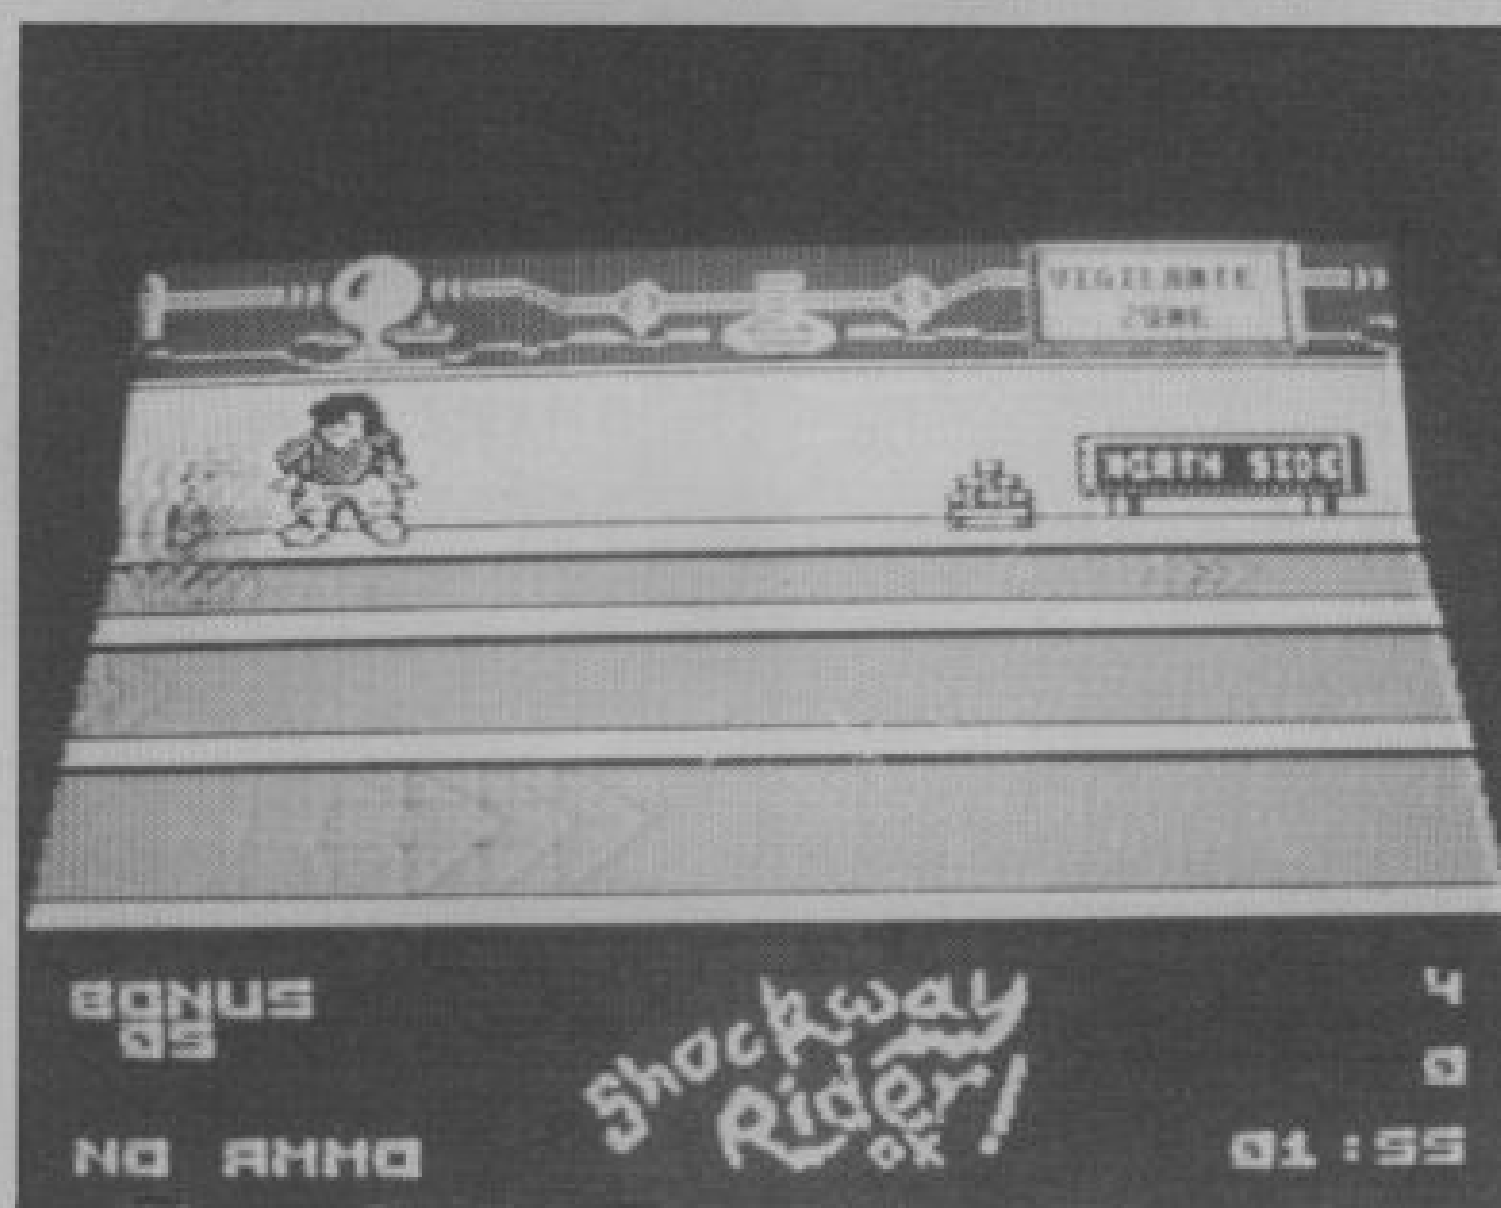 VIGILANTE
ZONE
NORTH SIDE
BONUS
05
NO AMMO
Shockway
Rider!
OK
4
0
01:55